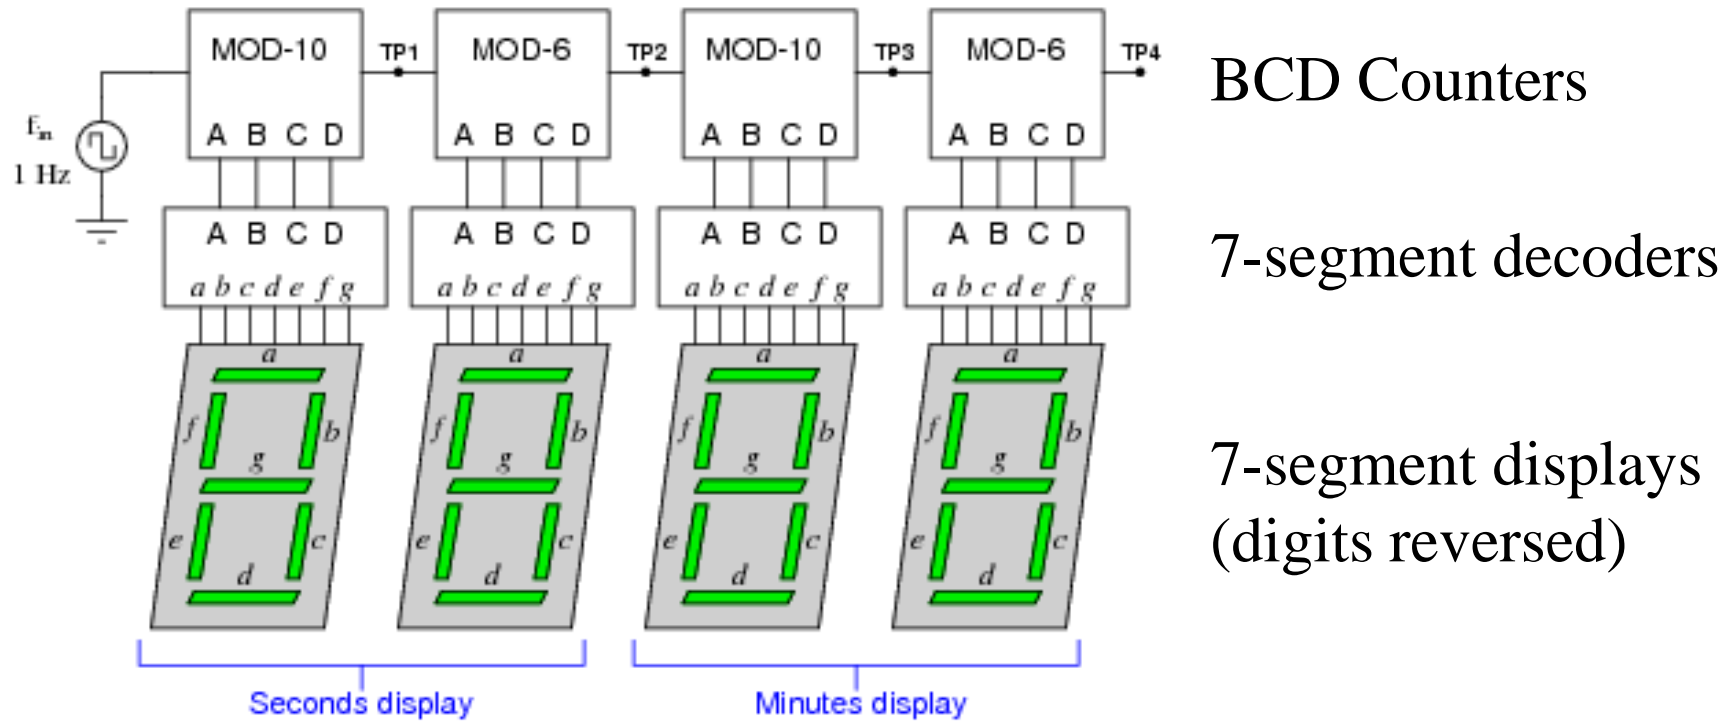 MOD-10 TP1 MOD-6 TP2 MOD-10 TP3 MOD-6 TP4
BCD Counters
fin
1 Hz
A B C D A B C D A B C D A B C D
A B C D A B C D A B C D A B C D
7-segment decoders
a b c d e f g a b c d e f g a b c d e f g a b c d e f g
a a a a
f b f b f b f b
g g g g
7-segment displays
(digits reversed)
e c e c e c e c
d d d d
Seconds display Minutes display